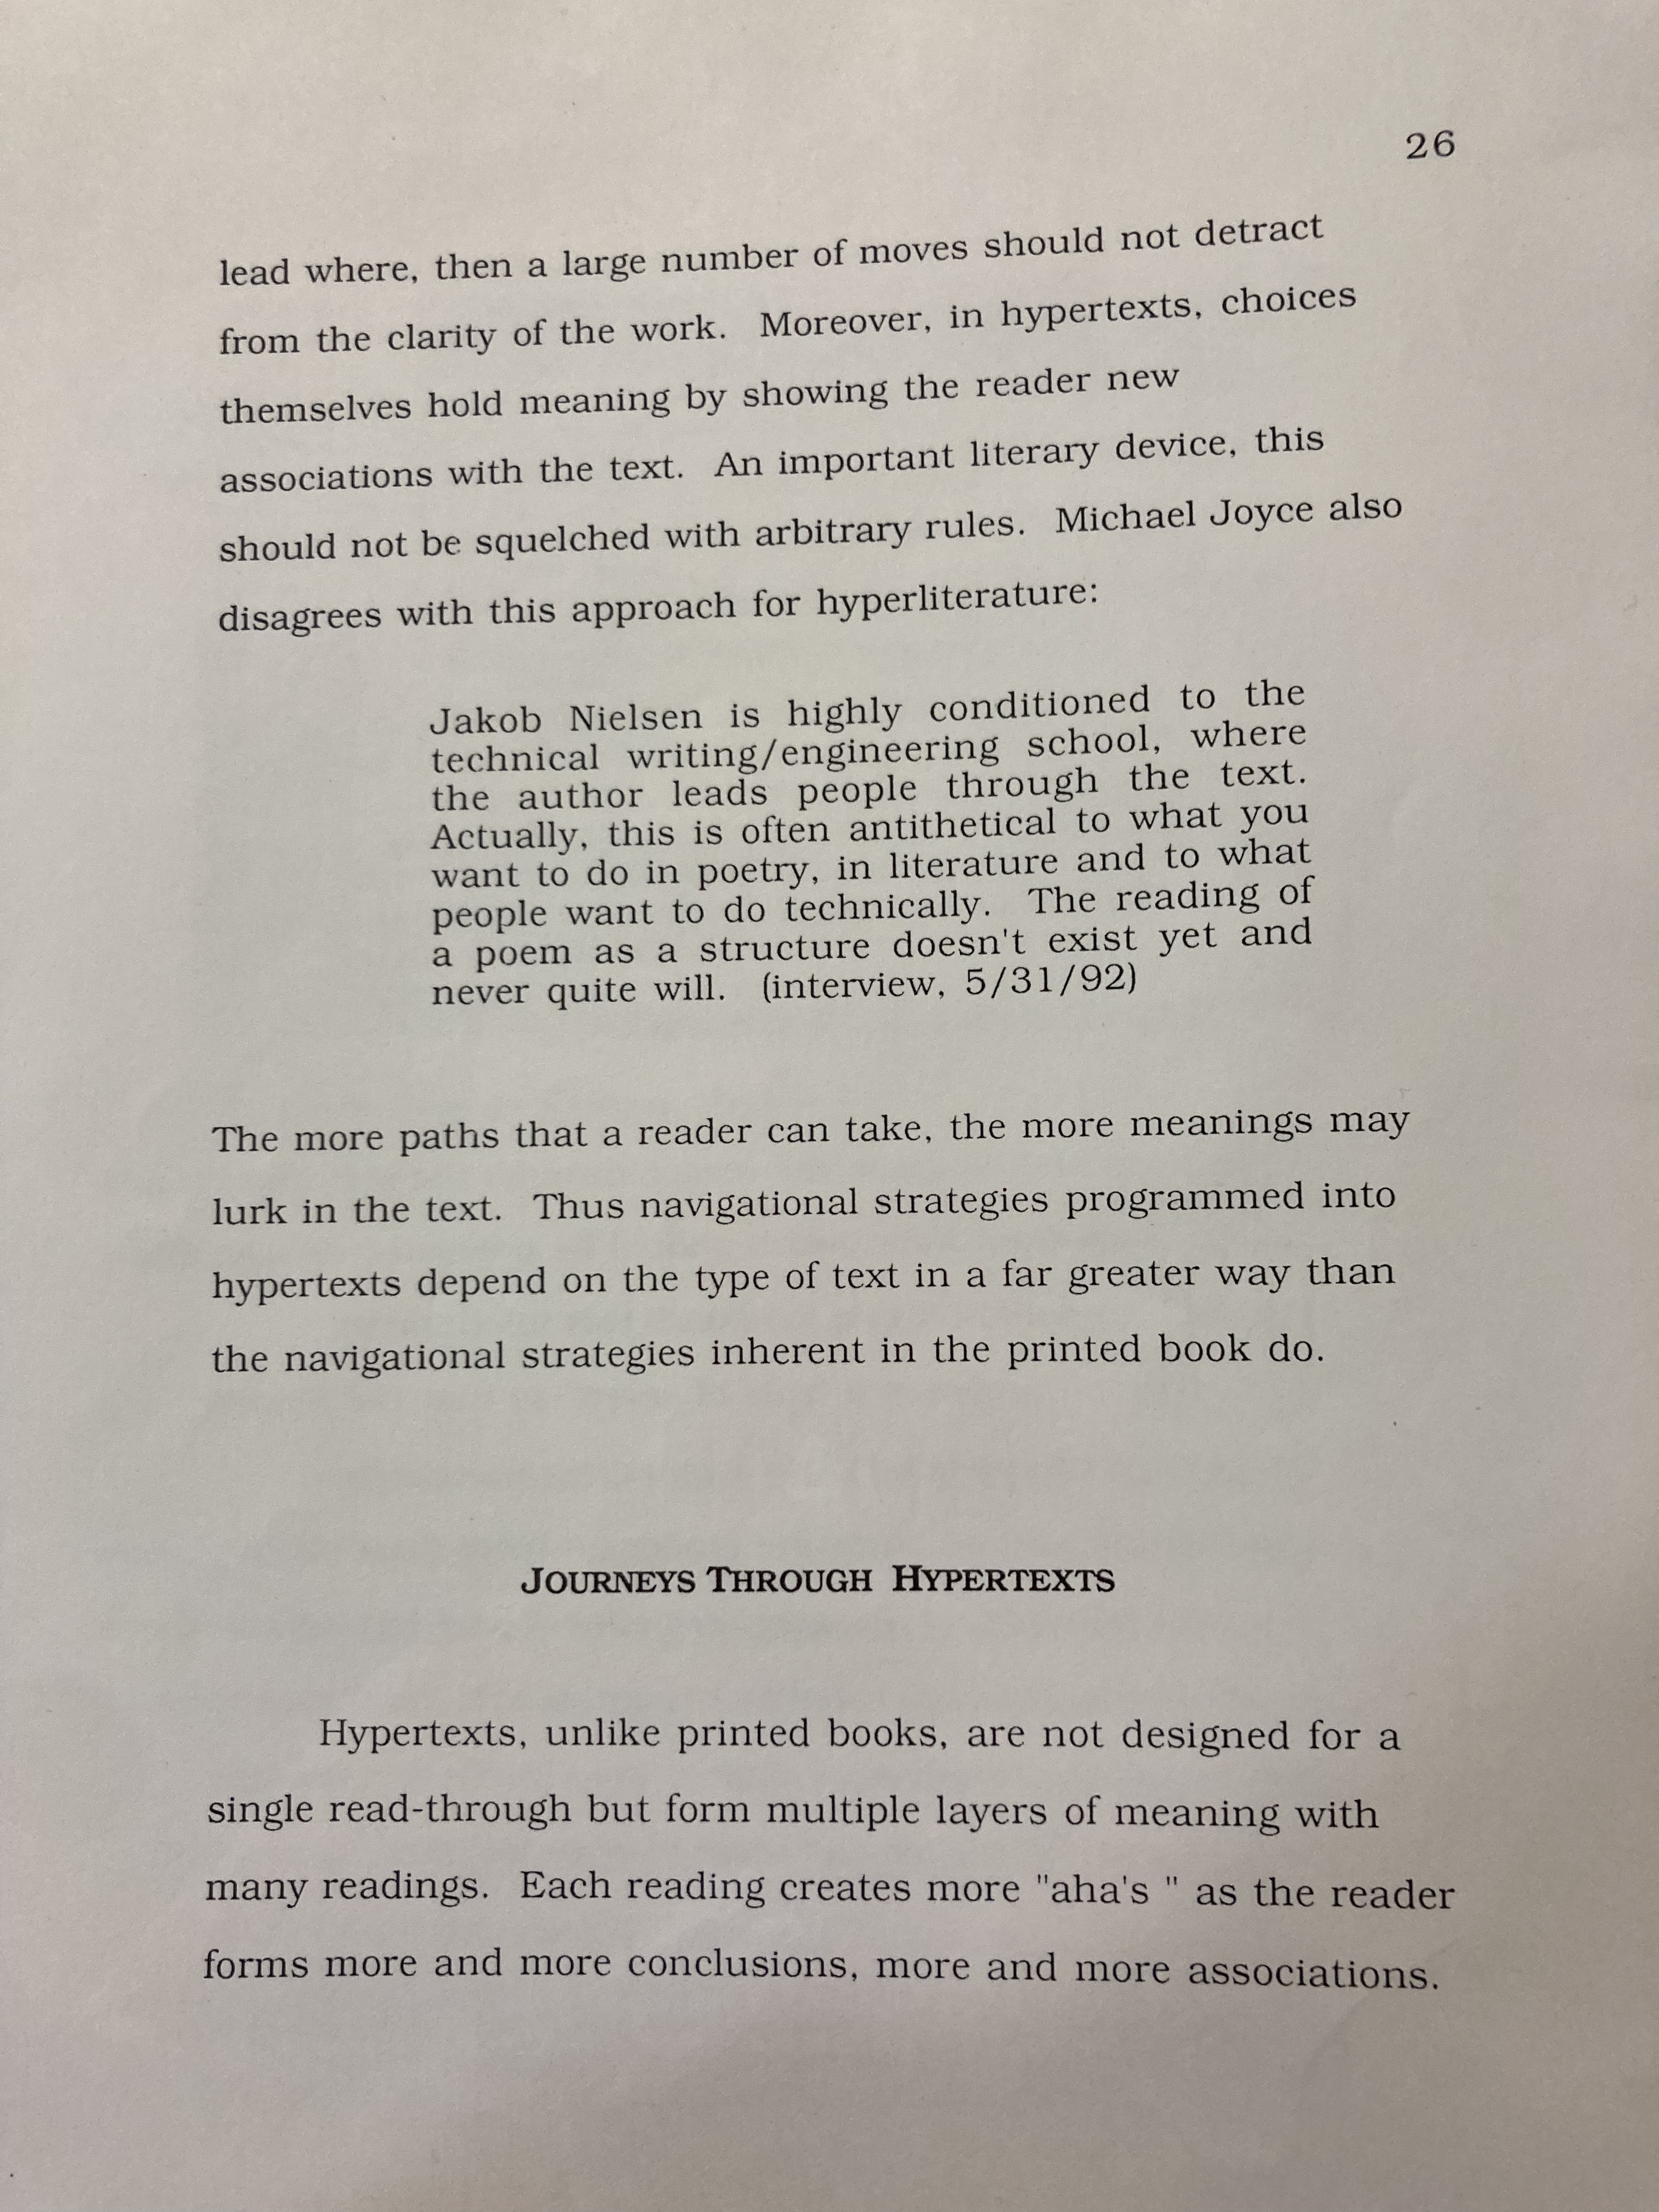 26
lead where, then a large number of moves should not detract
from the clarity of the work.  Moreover, in hypertexts, choices
themselves hold meaning by showing the reader new
associations with the text.  An important literary device, this
should not be squelched with arbitrary rules.  Michael Joyce also
disagrees with this approach for hyperliterature:
Jakob Nielsen is highly conditioned to the
technical writing/engineering school, where
the author leads people through the text.
Actually, this is often antithetical to what you
want to do in poetry, in literature and to what
people want to do technically.  The reading of
a poem as a structure doesn't exist yet and
never quite will.  (interview, 5/31/92)
The more paths that a reader can take, the more meanings may
lurk in the text.  Thus navigational strategies programmed into
hypertexts depend on the type of text in a far greater way than
the navigational strategies inherent in the printed book do.
JOURNEYS THROUGH HYPERTEXTS
Hypertexts, unlike printed books, are not designed for a
single read-through but form multiple layers of meaning with
many readings.  Each reading creates more "aha's " as the reader
forms more and more conclusions, more and more associations.